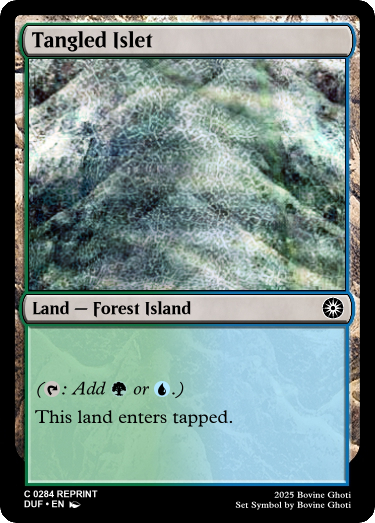 Tangled Islet
Land — Forest Island
(: Add or .)
This land enters tapped.
C 0284 REPRINT
DUF • EN
2025 Bovine Ghoti
Set Symbol by Bovine Ghoti